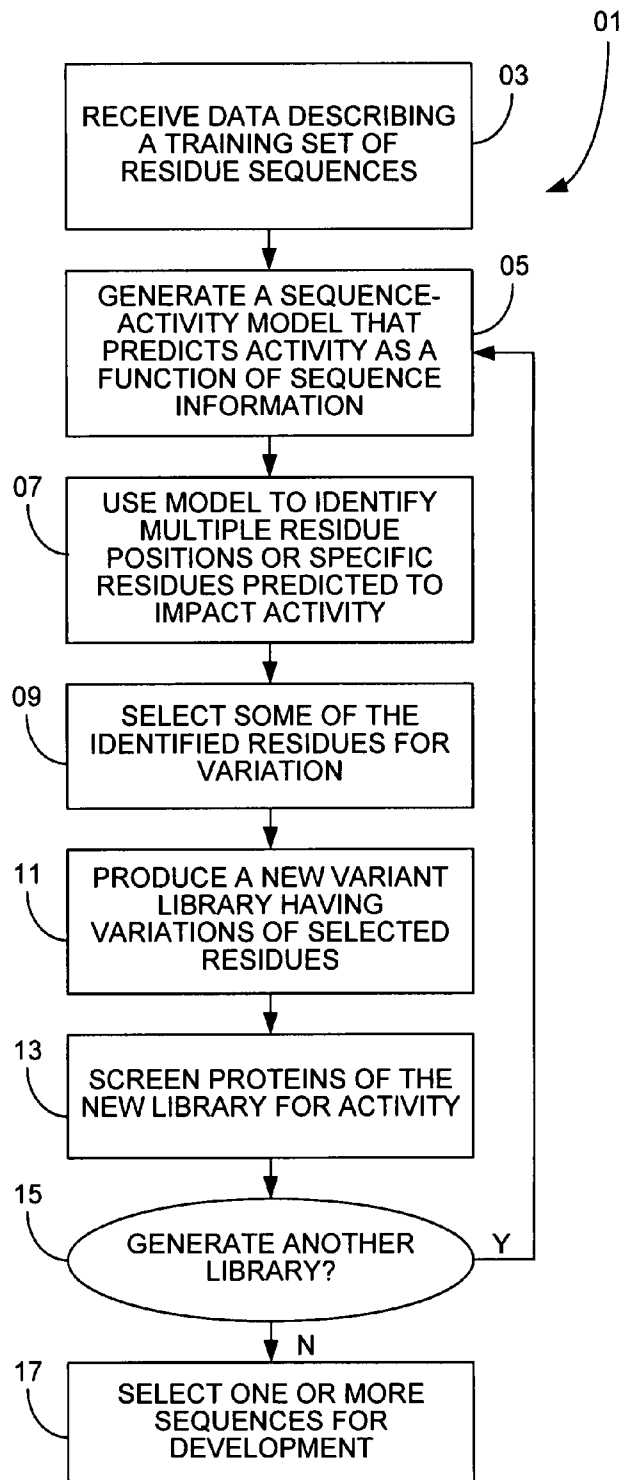 01
03
RECEIVE DATA DESCRIBING
A TRAINING SET OF
RESIDUE SEQUENCES
05
GENERATE A SEQUENCE-
ACTIVITY MODEL THAT
PREDICTS ACTIVITY AS A
FUNCTION OF SEQUENCE
INFORMATION
07
USE MODEL TO IDENTIFY
MULTIPLE RESIDUE
POSITIONS OR SPECIFIC
RESIDUES PREDICTED TO
IMPACT ACTIVITY
09
SELECT SOME OF THE
IDENTIFIED RESIDUES FOR
VARIATION
11
PRODUCE A NEW VARIANT
LIBRARY HAVING
VARIATIONS OF SELECTED
RESIDUES
13
SCREEN PROTEINS OF THE
NEW LIBRARY FOR ACTIVITY
15
GENERATE ANOTHER
LIBRARY?
Y
N
17
SELECT ONE OR MORE
SEQUENCES FOR
DEVELOPMENT